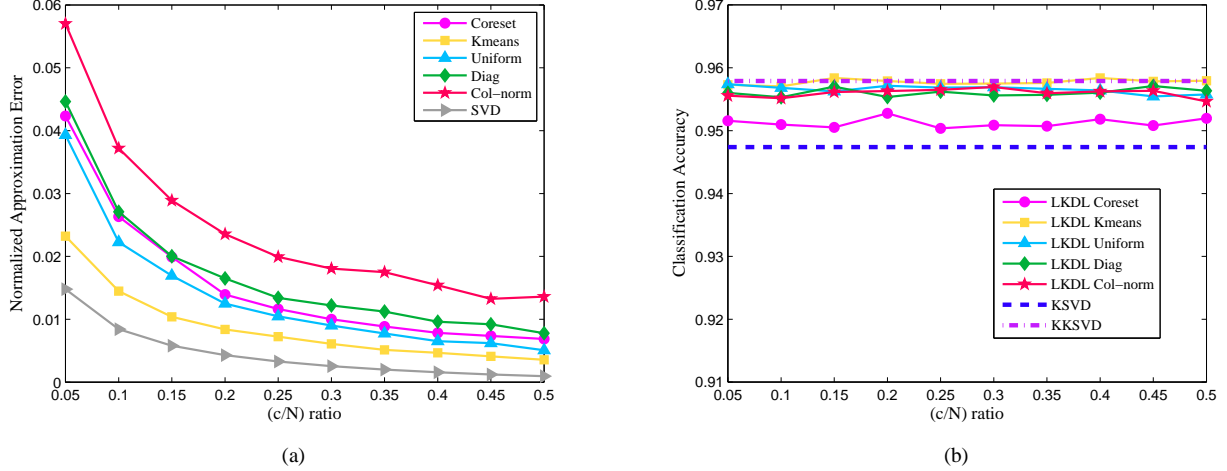 0.06
0.05
0.04
0.03
0.02
0.01
0
Normalized Approximation Error
Coreset
Kmeans
Uniform
Diag
Col−norm
SVD
0.05 0.1 0.15 0.2 0.25 0.3 0.35 0.4 0.45 0.5
(c/N) ratio
(a)
0.97
0.96
0.95
0.94
0.93
0.92
0.91
Classification Accuracy
LKDL Coreset
LKDL Kmeans
LKDL Uniform
LKDL Diag
LKDL Col−norm
KSVD
KKSVD
0.05 0.1 0.15 0.2 0.25 0.3 0.35 0.4 0.45 0.5
(c/N) ratio
(b)